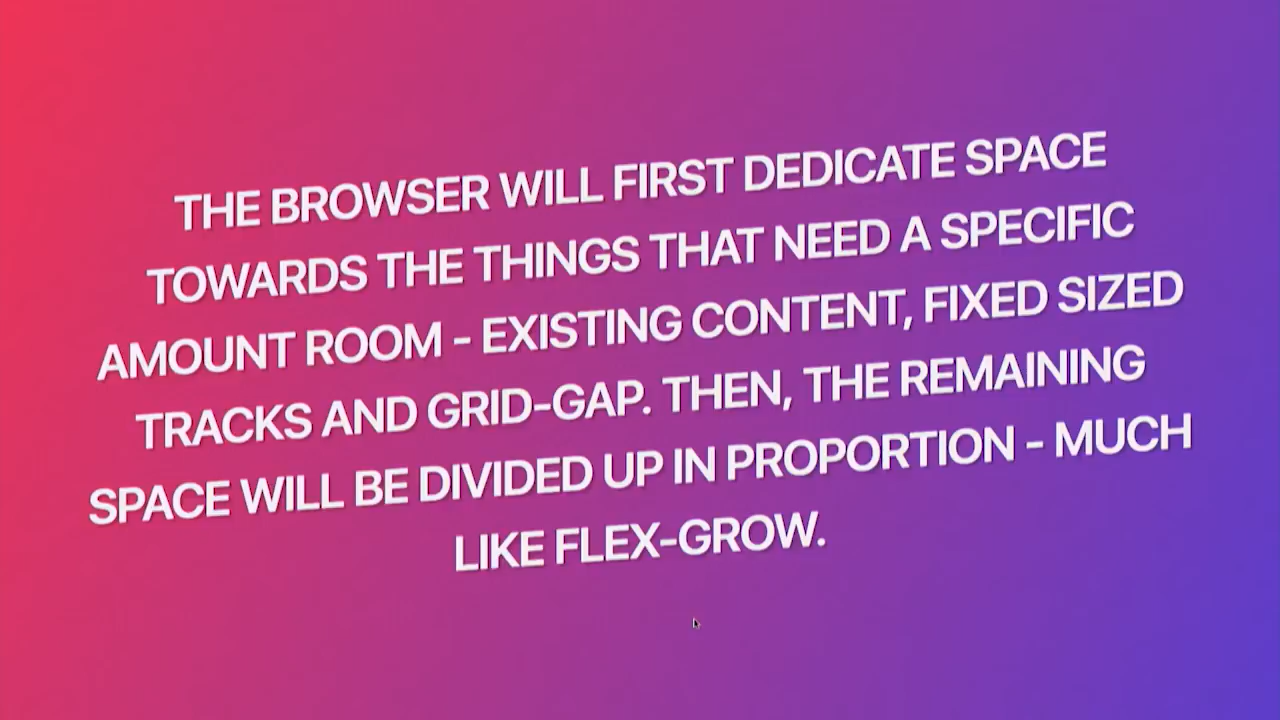 THE BROWSER WILL FIRST DEDICATE SPACE
TOWARDS THE THINGS THAT NEED A SPECIFIC
AMOUNT ROOM - EXISTING CONTENT, FIXED SIZED
TRACKS AND GRID-GAP. THEN, THE REMAINING
SPACE WILL BE DIVIDED UP IN PROPORTION - MUCH
LIKE FLEX-GROW.